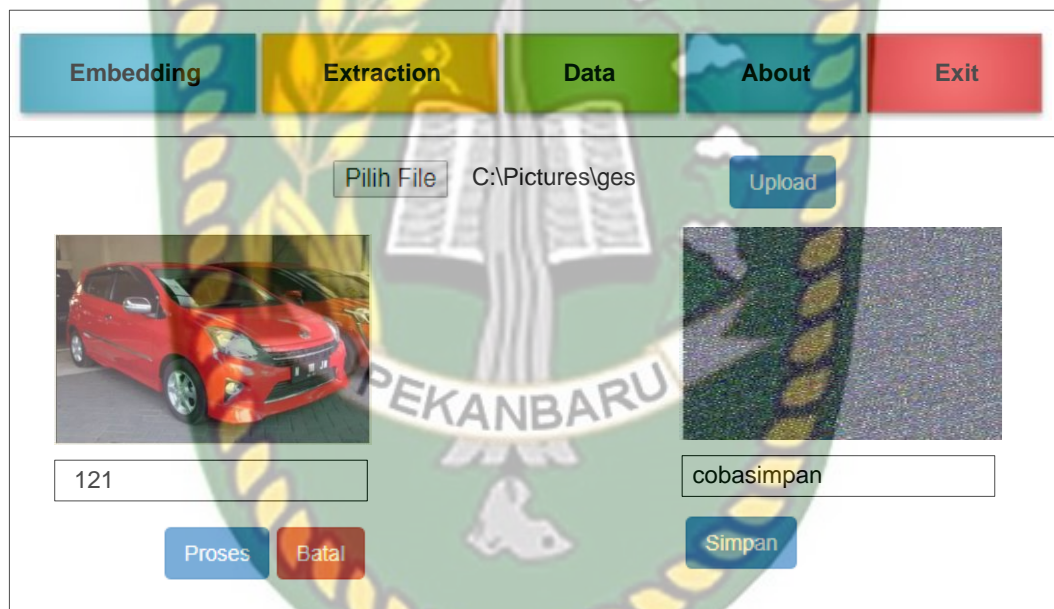 Embedding Extraction Data About Exit
Pilih File C:\Pictures\ges Upload
PEKANBARU
121 cobasimpan
Proses Batal Simpan